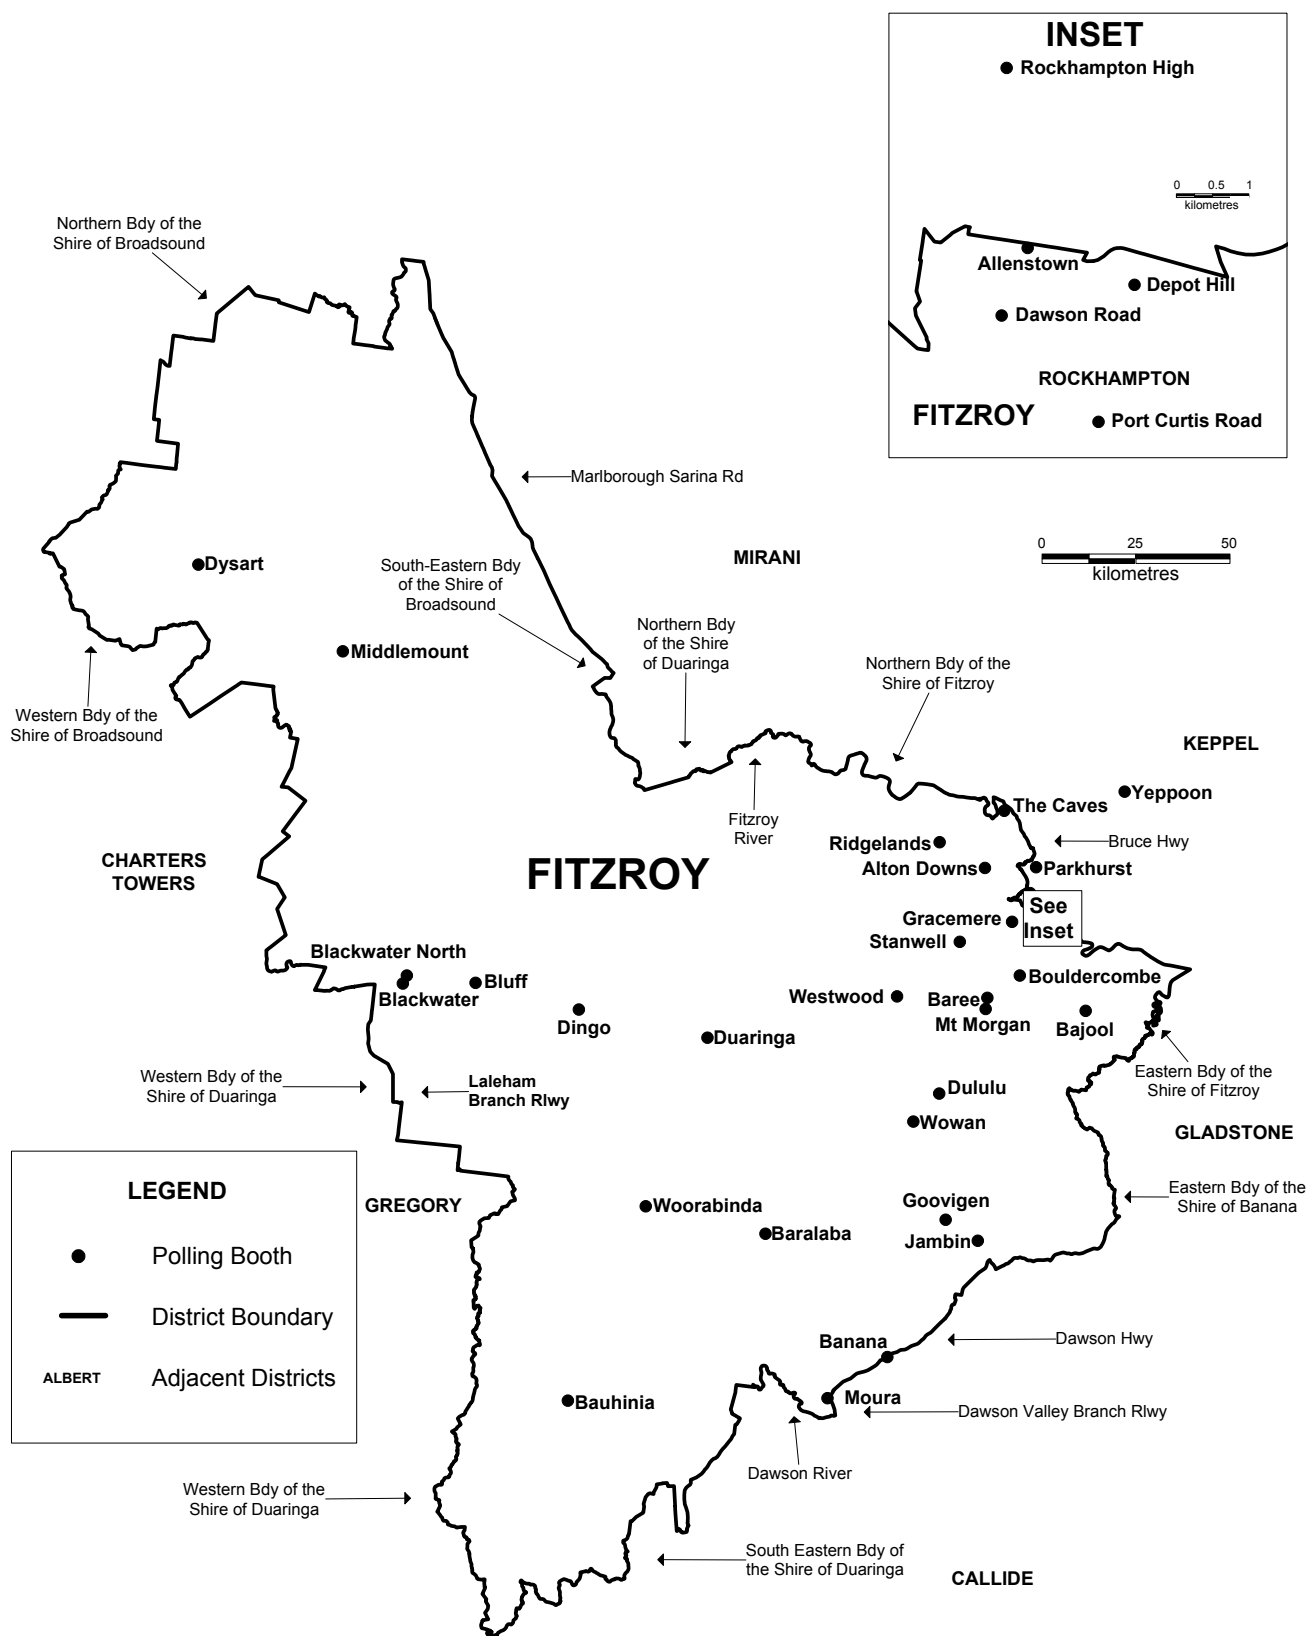 INSET
Rockhampton High
0 0.5 1
kilometres
Allenstown
Depot Hill
Dawson Road
ROCKHAMPTON
FITZROY
Port Curtis Road
Northern Bdy of the
Shire of Broadsound
Marlborough Sarina Rd
0 25 50
kilometres
MIRANI
Dysart
South-Eastern Bdy
of the Shire of
Broadsound
Northern Bdy
of the Shire
of Duaringa
Middlemount
Northern Bdy of the
Shire of Fitzroy
Western Bdy of the
Shire of Broadsound
KEPPEL
Yeppoon
The Caves
Fitzroy
River
Ridgelands
Bruce Hwy
CHARTERS
TOWERS
FITZROY
Alton Downs
Parkhurst
See
Inset
Gracemere
Stanwell
Blackwater North
Bluff
Blackwater
Bouldercombe
Westwood
Baree
Mt Morgan
Bajool
Dingo
Duaringa
Western Bdy of the
Shire of Duaringa
Laleham
Branch Rlwy
Eastern Bdy of the
Shire of Fitzroy
Dululu
Wowan
GLADSTONE
LEGEND
Polling Booth
District Boundary
ALBERT Adjacent Districts
GREGORY
Woorabinda
Goovigen
Eastern Bdy of the
Shire of Banana
Baralaba
Jambin
Banana
Dawson Hwy
Bauhinia
Moura
Dawson Valley Branch Rlwy
Dawson River
Western Bdy of the
Shire of Duaringa
South Eastern Bdy of
the Shire of Duaringa
CALLIDE